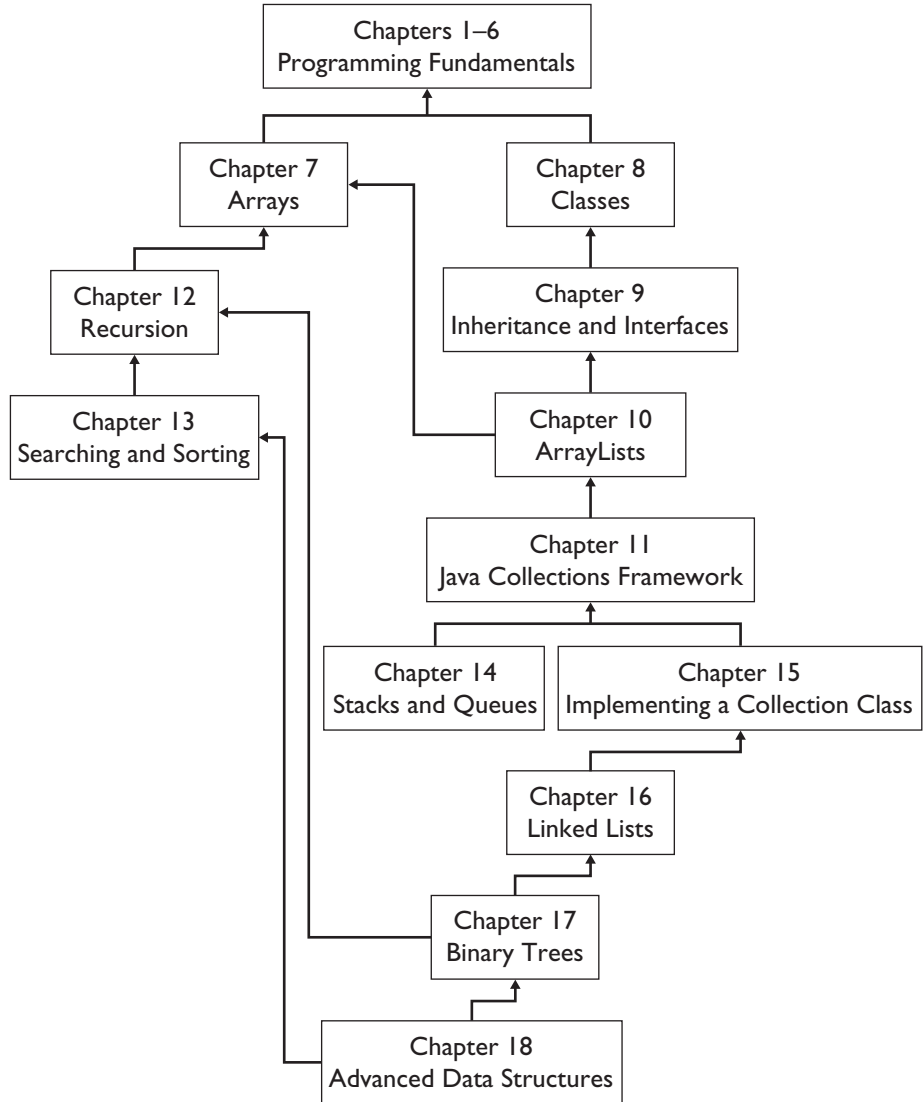 Chapters 1–6
Programming Fundamentals
Chapter 7
Arrays
Chapter 8
Classes
Chapter 12
Recursion
Chapter 9
Inheritance and Interfaces
Chapter 13
Searching and Sorting
Chapter 10
ArrayLists
Chapter 11
Java Collections Framework
Chapter 14
Stacks and Queues
Chapter 15
Implementing a Collection Class
Chapter 16
Linked Lists
Chapter 17
Binary Trees
Chapter 18
Advanced Data Structures